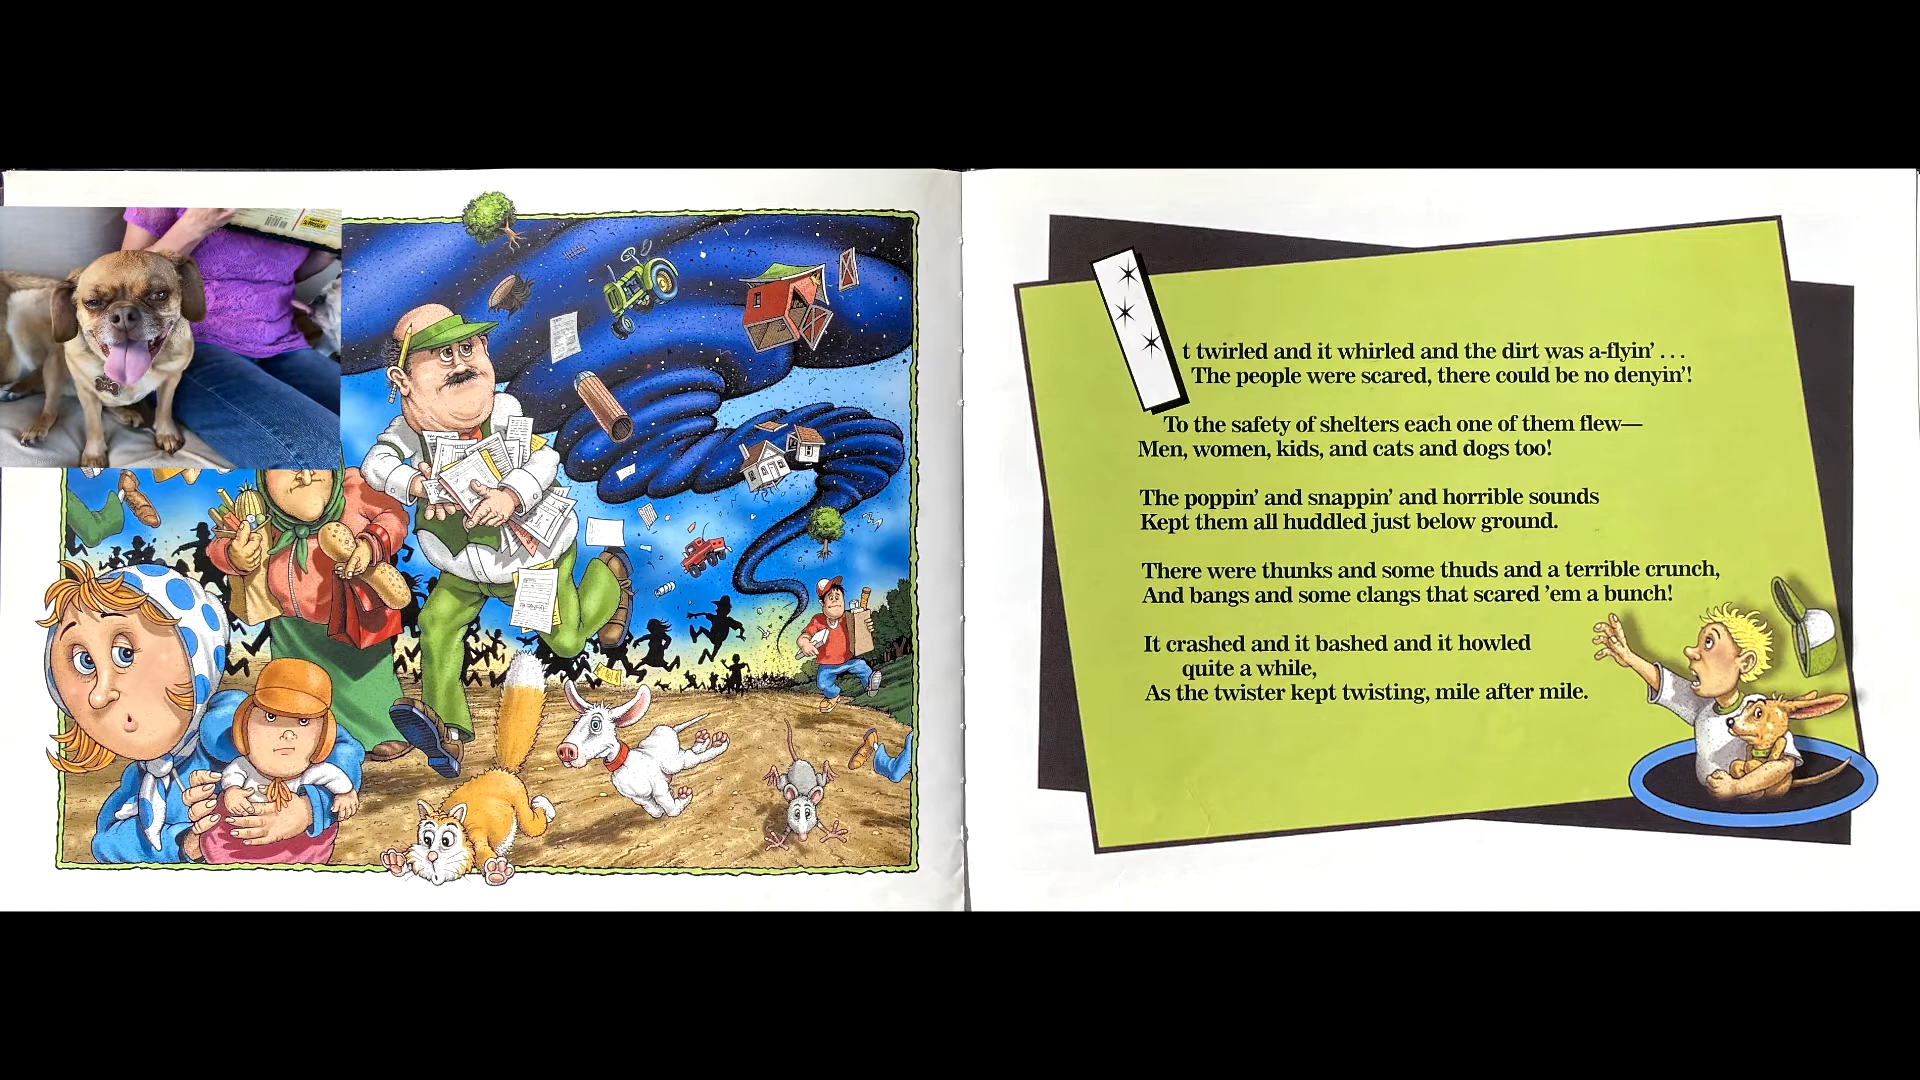 It twirled and it whirled and the dirt was a-flyin’ . . .
The people were scared, there could be no denyin’!
To the safety of shelters each one of them flew—
Men, women, kids, and cats and dogs too!
The poppin’ and snappin’ and horrible sounds
Kept them all huddled just below ground.
There were thunks and some thuds and a terrible crunch,
And bangs and some clangs that scared ’em a bunch!
It crashed and it bashed and it howled
quite a while,
As the twister kept twisting, mile after mile.